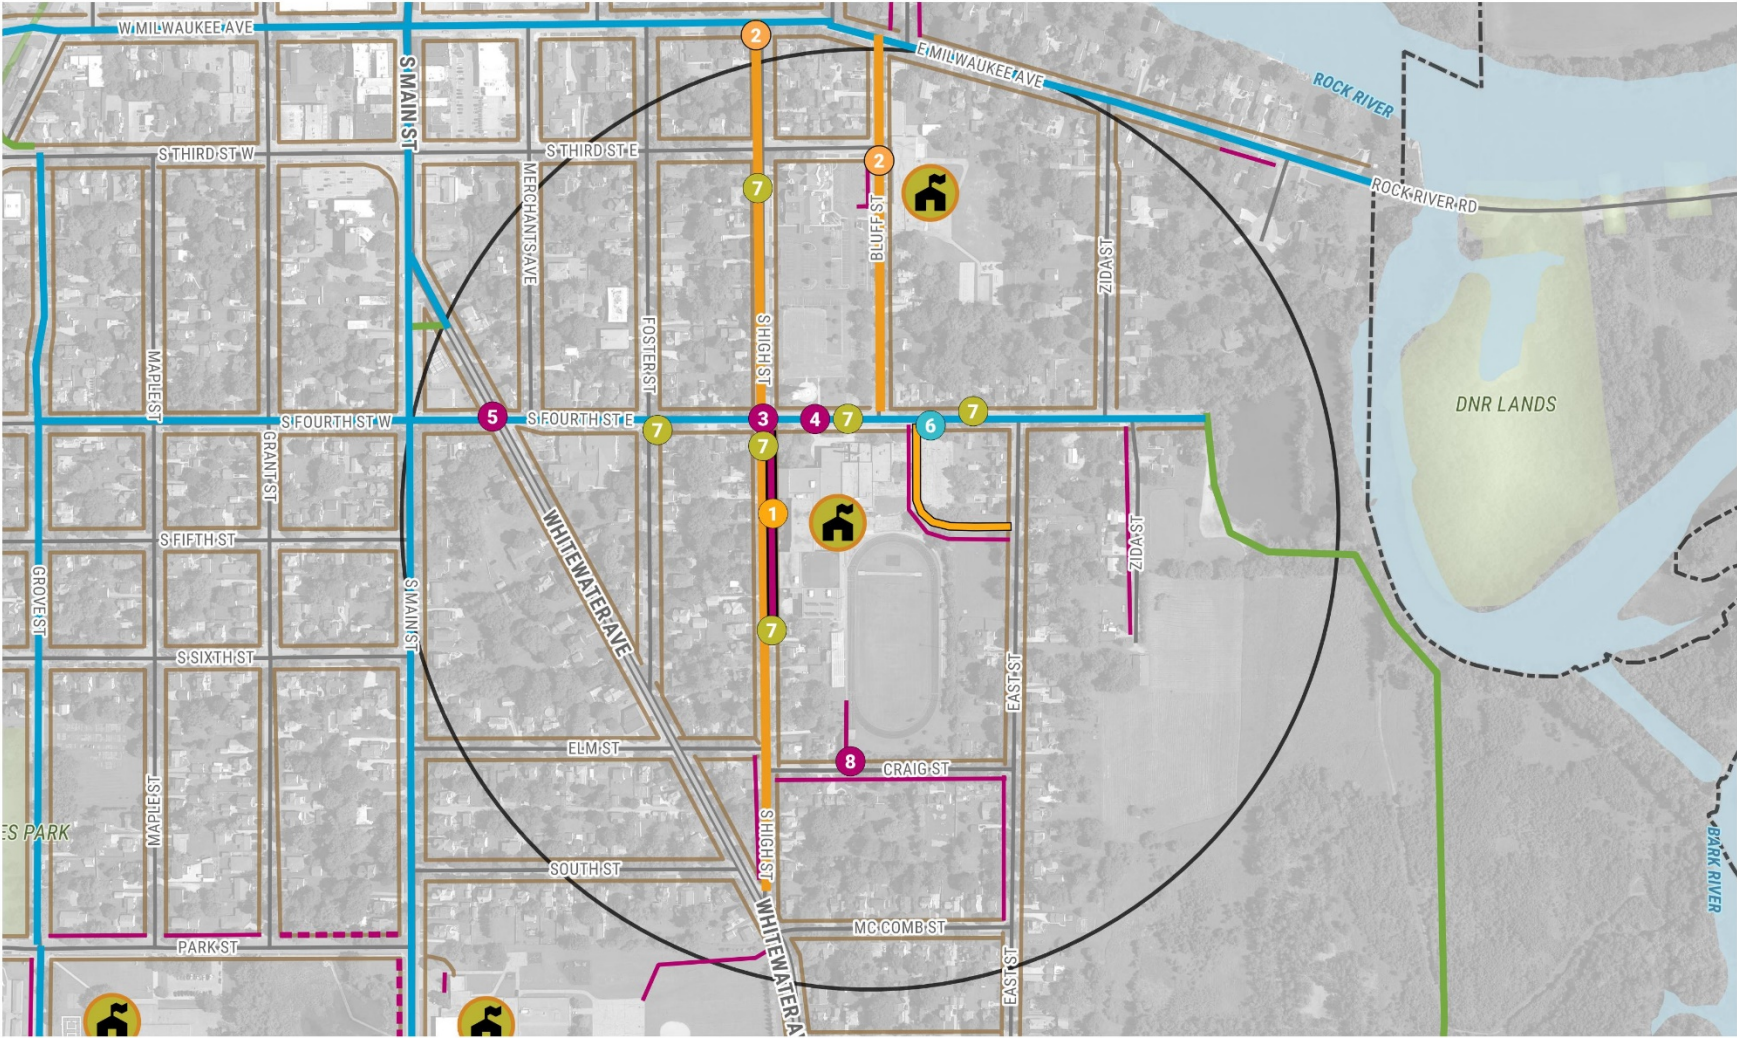 W MILWAUKEE AVE
2
E MILWAUKEE AVE
S MAIN ST
ROCK RIVER
S THIRD ST W
S THIRD ST E
2
7
ROCK RIVER RD
MERCHANTS AVE
BLUFF ST
ZIDA ST
FOSTER ST
S HIGH ST
MAPLE ST
DNR LANDS
S FOURTH ST W
5
S FOURTH ST E
7
3
4
7
6
7
7
GRANT ST
1
S FIFTH ST
WHITEWATER AVE
ZIDA ST
GROVE ST
S MAIN ST
7
S SIXTH ST
EAST ST
ELM ST
8
CRAIG ST
MAPLE ST
ES PARK
S HIGH ST
SOUTH ST
BARK RIVER
WHITEWATER AV
MC COMB ST
PARK ST
EAST ST